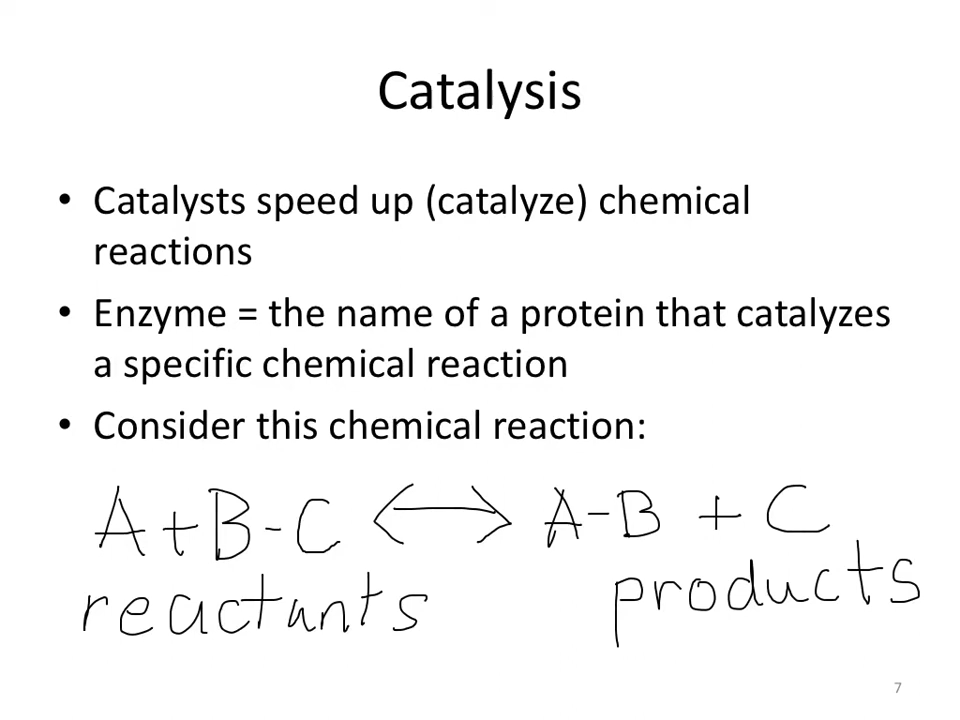 Catalysis
• Catalysts speed up (catalyze) chemical
reactions
• Enzyme = the name of a protein that catalyzes
a specific chemical reaction
• Consider this chemical reaction:
A+B-C ⟷ A-B + C
reactants products
7